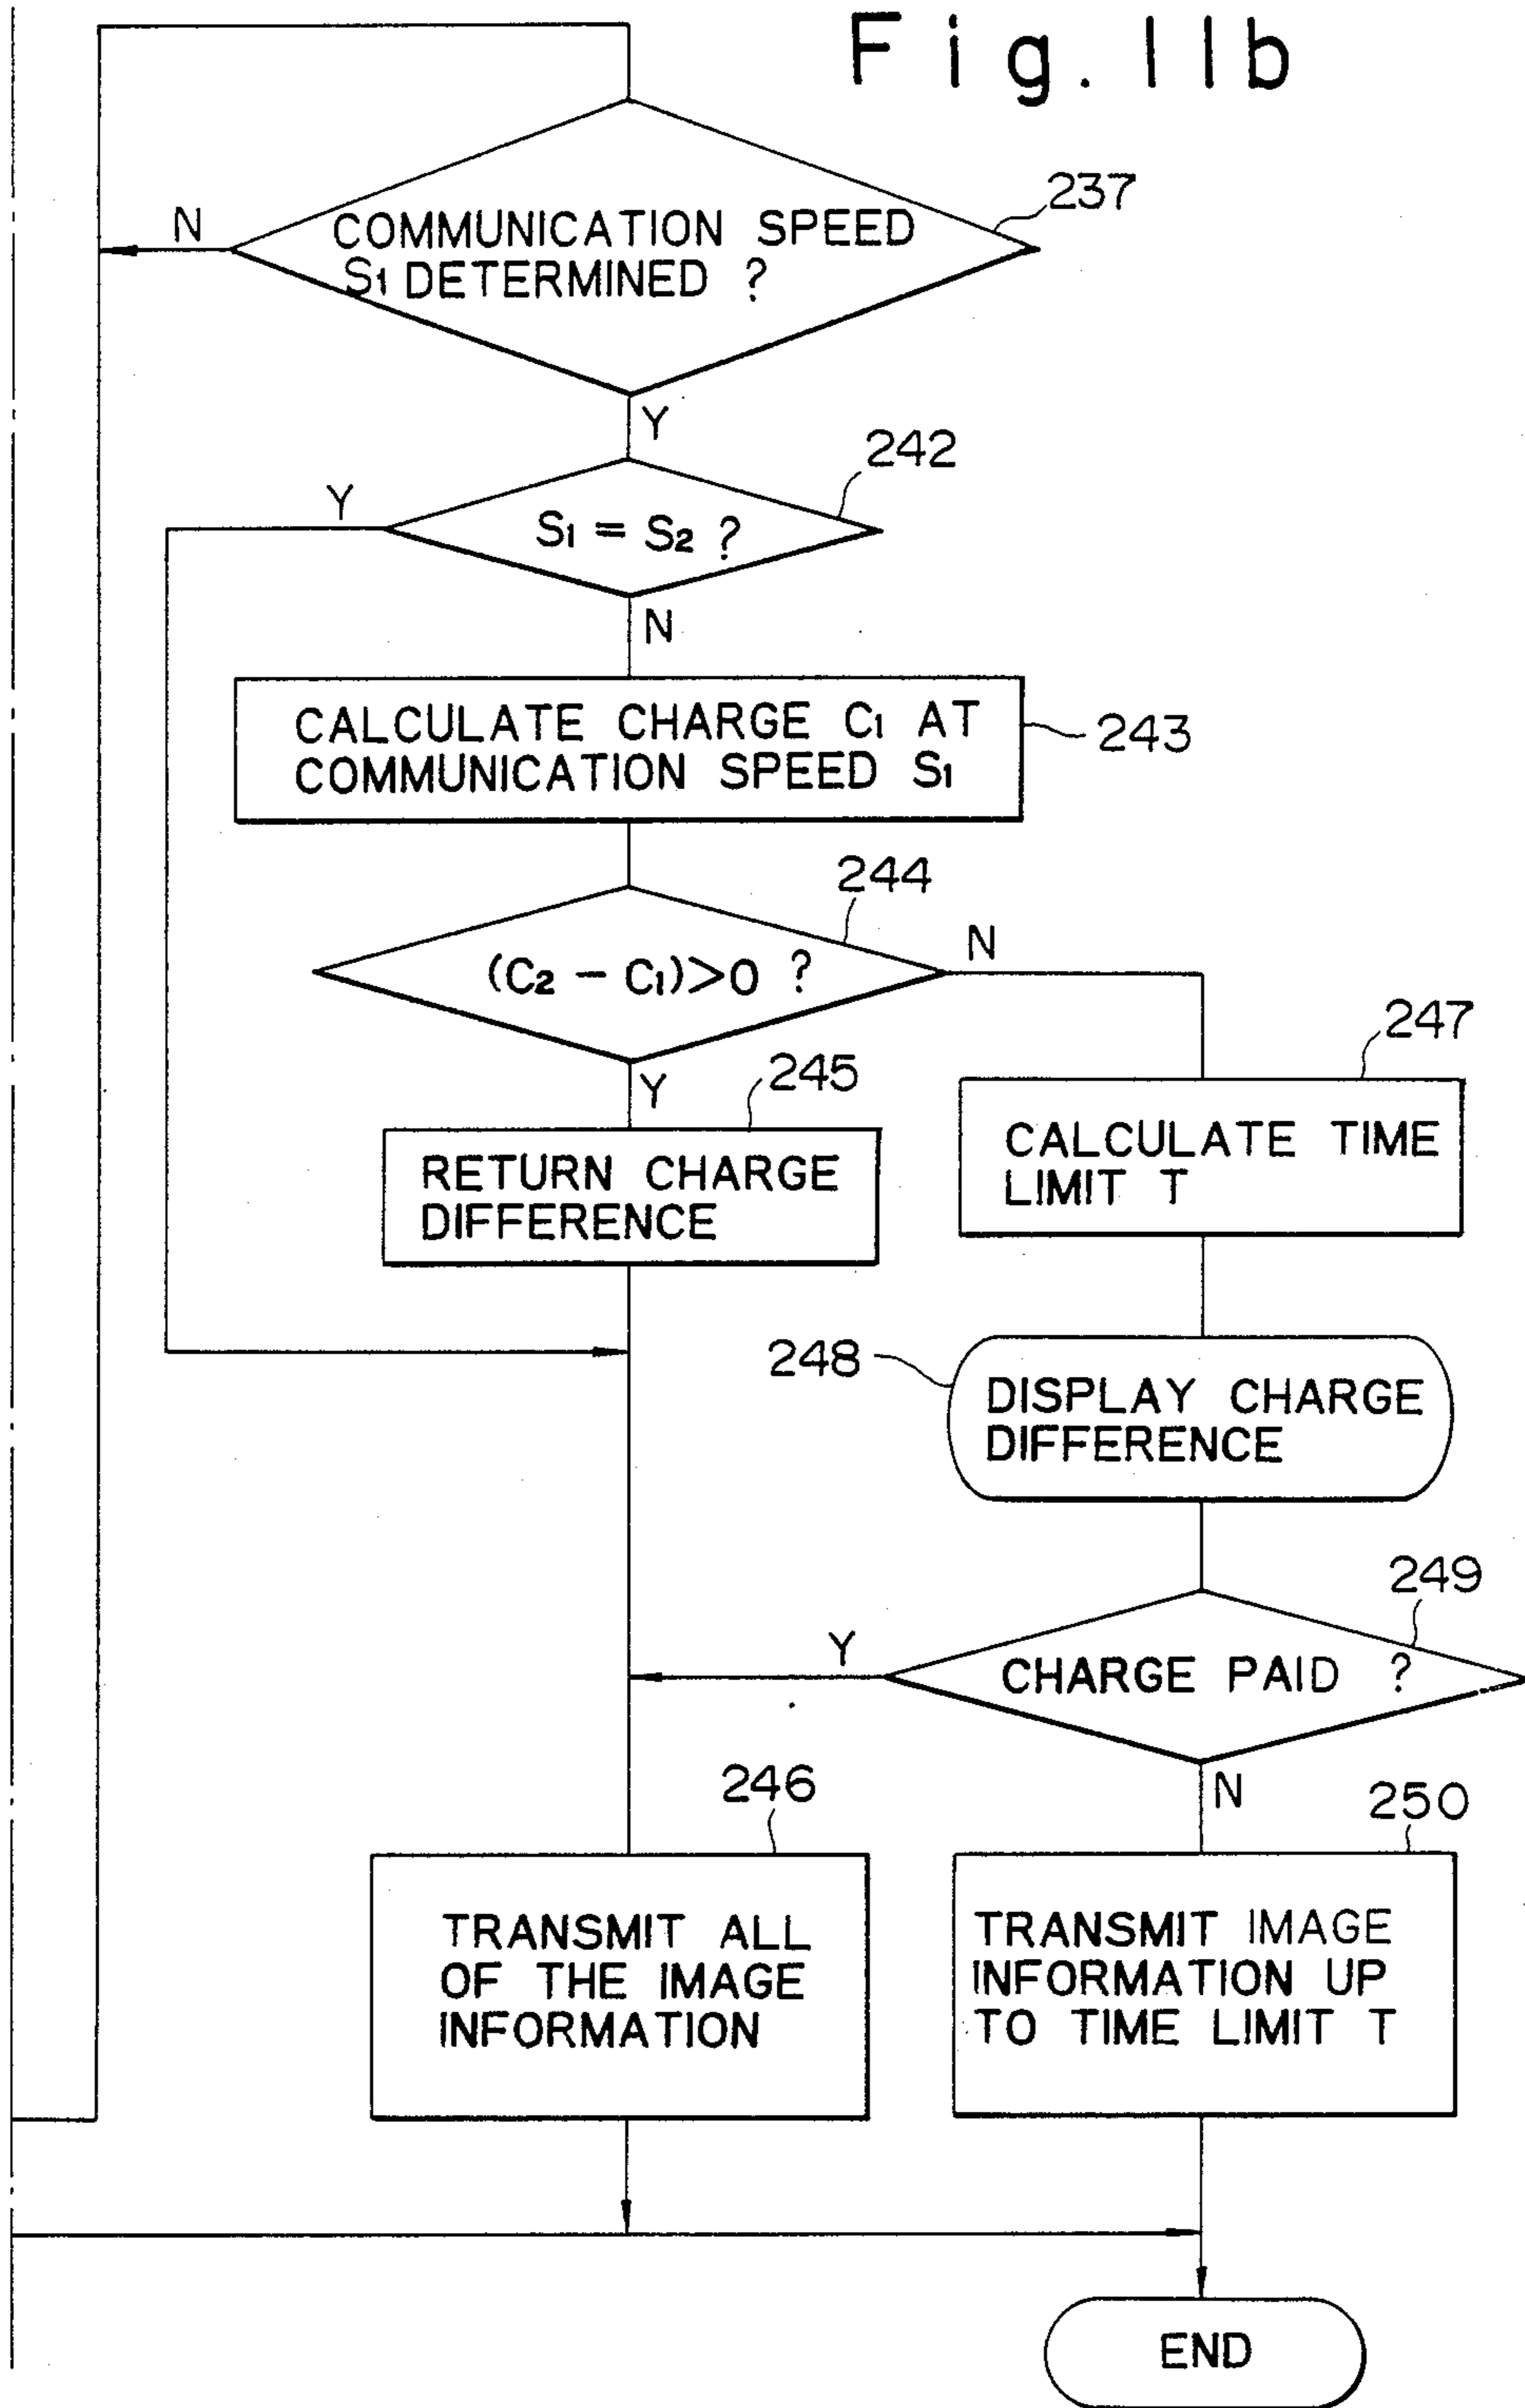 Fig. 11b
237
N
COMMUNICATION SPEED
S1 DETERMINED ?
Y
242
Y
S1 = S2 ?
N
CALCULATE CHARGE C1 AT
COMMUNICATION SPEED S1
243
244
(C2 - C1)>0 ?
N
247
Y
245
CALCULATE TIME
LIMIT T
RETURN CHARGE
DIFFERENCE
248
DISPLAY CHARGE
DIFFERENCE
249
Y
CHARGE PAID ?
246
N
250
TRANSMIT ALL
OF THE IMAGE
INFORMATION
TRANSMIT IMAGE
INFORMATION UP
TO TIME LIMIT T
END